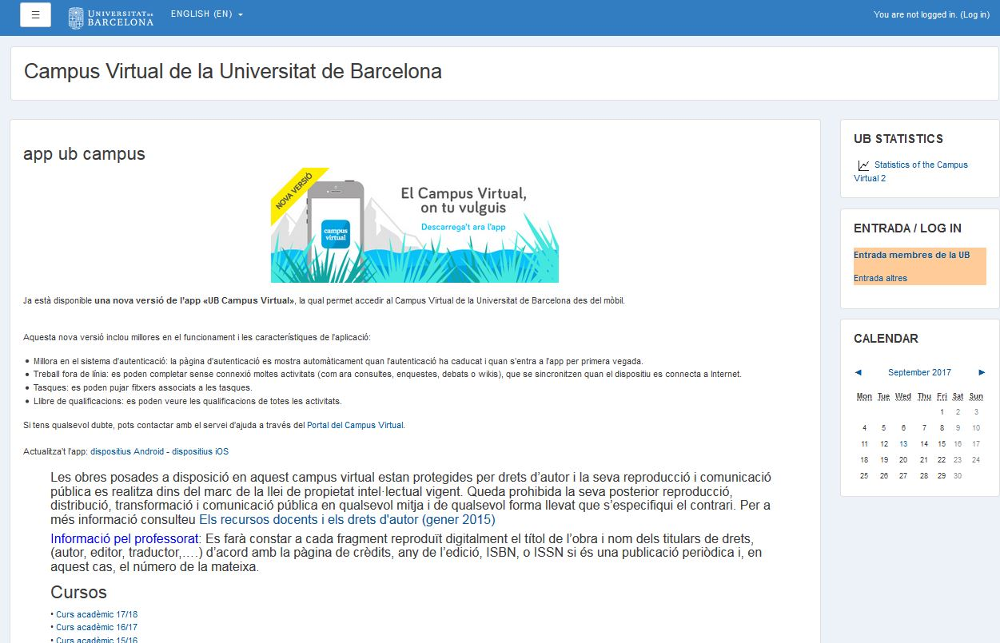 ☰
UNIVERSITAT DE
BARCELONA
ENGLISH (EN)
You are not logged in. (Log in)
Campus Virtual de la Universitat de Barcelona
app ub campus
NOVA VERSIÓ
campus
virtual
El Campus Virtual,
on tu vulguis
Descarrega't ara l'app
Ja està disponible una nova versió de l'app «UB Campus Virtual», la qual permet accedir al Campus Virtual de la Universitat de Barcelona des del mòbil.
Aquesta nova versió inclou millores en el funcionament i les característiques de l'aplicació:
• Millora en el sistema d'autenticació: la pàgina d'autenticació es mostra automàticament quan l'autenticació ha caducat i quan s'entra a l'app per primera vegada.
• Treball fora de línia: es poden completar sense connexió moltes activitats (com ara consultes, enquestes, debats o wikis), que se sincronitzen quan el dispositiu es connecta a Internet.
• Tasques: es poden pujar fitxers associats a les tasques.
• Llibre de qualificacions: es poden veure les qualificacions de totes les activitats.
Si tens qualsevol dubte, pots contactar amb el servei d'ajuda a través del Portal del Campus Virtual.
Actualitza't l'app: dispositius Android - dispositius iOS
Les obres posades a disposició en aquest campus virtual estan protegides per drets d'autor i la seva reproducció i comunicació
pública es realitza dins del marc de la llei de propietat intel·lectual vigent. Queda prohibida la seva posterior reproducció,
distribució, transformació i comunicació pública en qualsevol mitja i de qualsevol forma llevat que s'especifiqui el contrari. Per a
més informació consulteu Els recursos docents i els drets d'autor (gener 2015)
Informació pel professorat: Es farà constar a cada fragment reproduït digitalment el títol de l'obra i nom dels titulars de drets,
(autor, editor, traductor,....) d'acord amb la pàgina de crèdits, any de l'edició, ISBN, o ISSN si és una publicació periòdica i, en
aquest cas, el número de la mateixa.
Cursos
• Curs acadèmic 17/18
• Curs acadèmic 16/17
• Curs acadèmic 15/16
UB STATISTICS
Statistics of the Campus
Virtual 2
ENTRADA / LOG IN
Entrada membres de la UB
Entrada altres
CALENDAR
◄ September 2017 ►
Mon Tue Wed Thu Fri Sat Sun
1 2 3
4 5 6 7 8 9 10
11 12 13 14 15 16 17
18 19 20 21 22 23 24
25 26 27 28 29 30